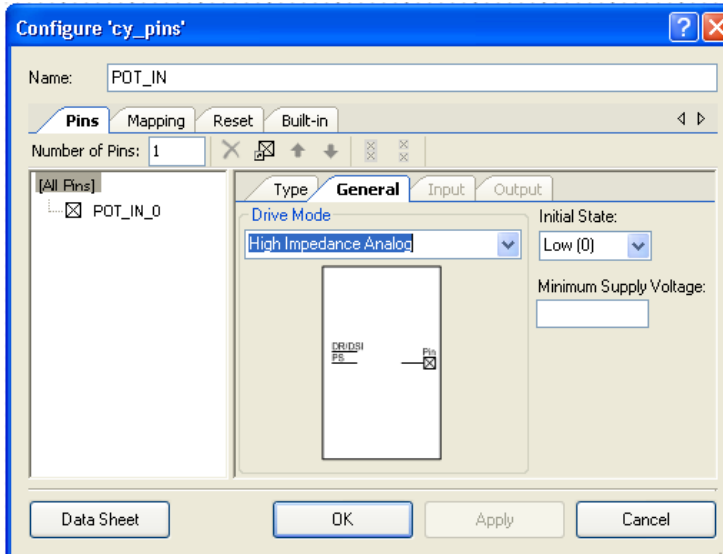 Configure 'cy_pins'
Name: POT_IN
Pins Mapping Reset Built-in
Number of Pins: 1
[All Pins]
POT_IN_0
Type General Input Output
Drive Mode
High Impedance Analog
Initial State:
Low (0)
Minimum Supply Voltage:
DR/DSI
PS
Pin
Data Sheet OK Apply Cancel